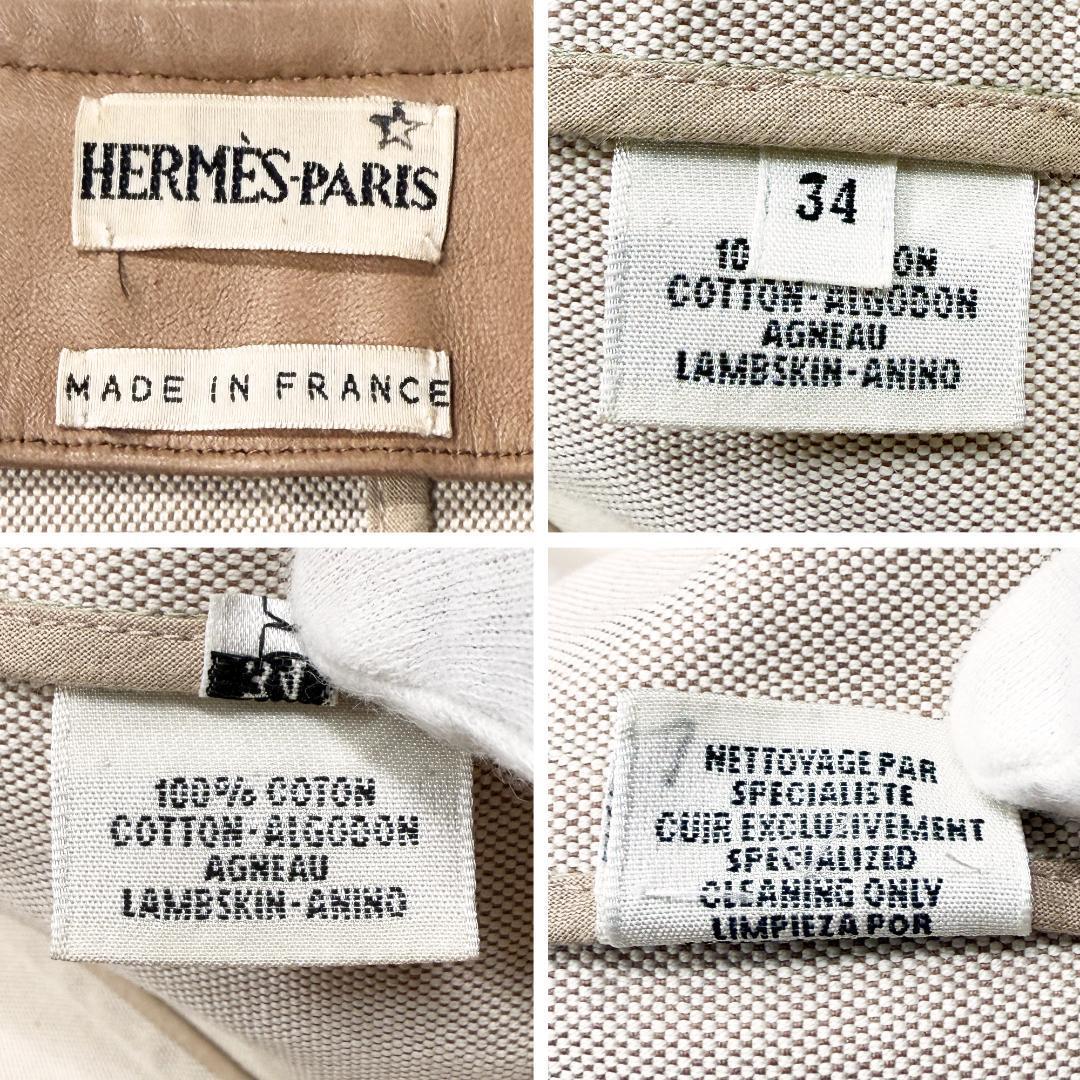 HERMÈS-PARIS
MADE IN FRANCE
34
10 ON
COTTON-ALGODON
AGNEAU
LAMBSKIN-ANINO
100% COTON
COTTON-ALGODON
AGNEAU
LAMBSKIN-ANINO
7
NETTOYAGE PAR
SPECIALISTE
CUIR EXCLUSIVEMENT
SPECIALIZED
CLEANING ONLY
LIMPIEZA POR